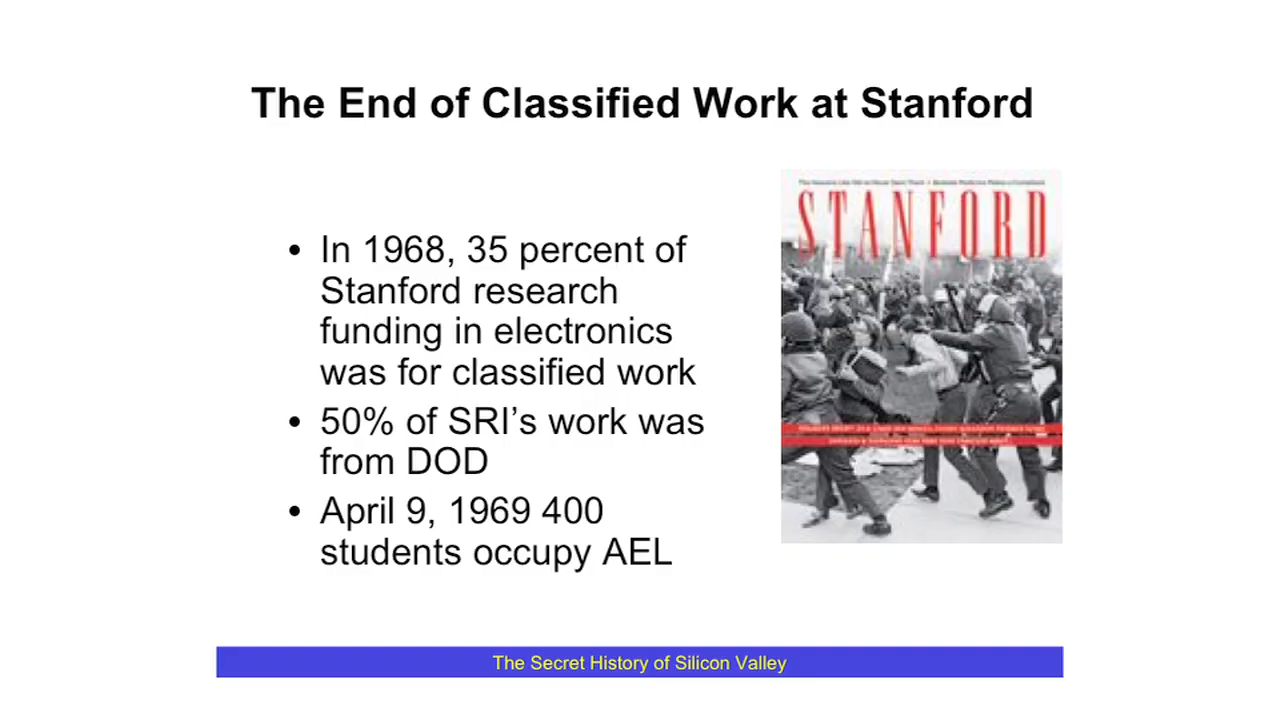 The End of Classified Work at Stanford
• In 1968, 35 percent of
Stanford research
funding in electronics
was for classified work
• 50% of SRI’s work was
from DOD
• April 9, 1969 400
students occupy AEL
STANFORD
The Secret History of Silicon Valley